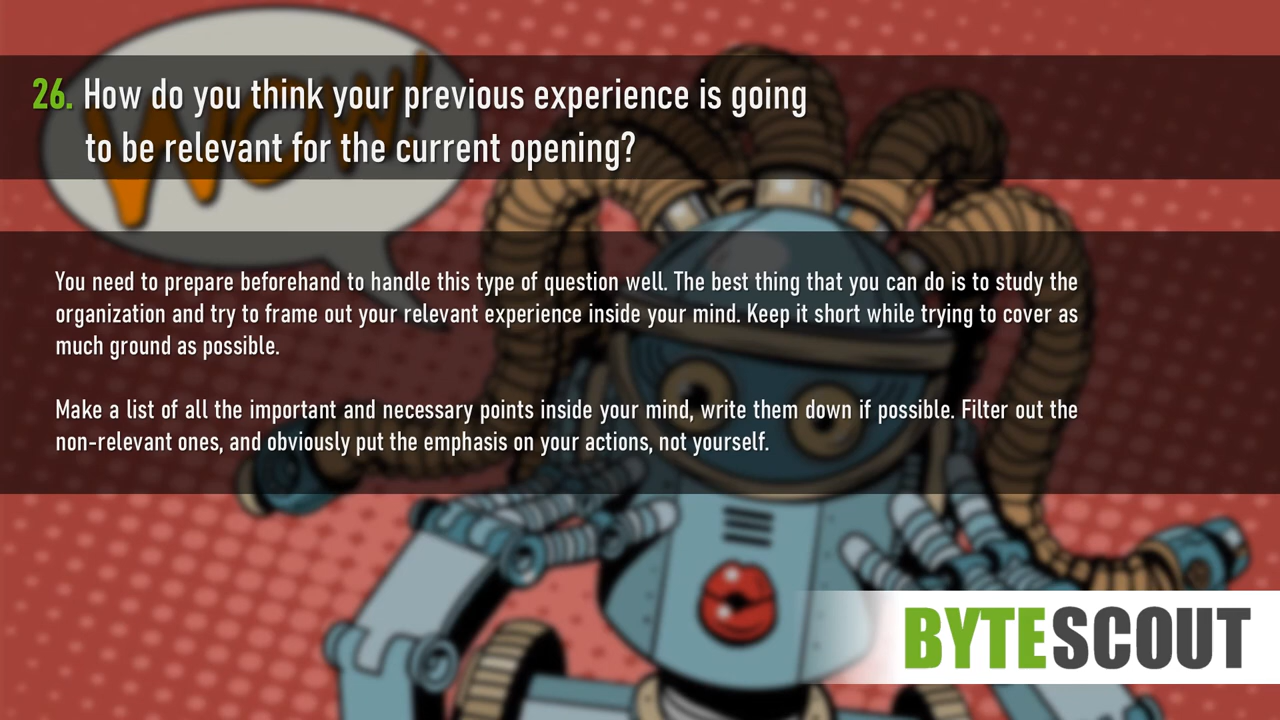 WOW!
26. How do you think your previous experience is going
to be relevant for the current opening?
You need to prepare beforehand to handle this type of question well. The best thing that you can do is to study the
organization and try to frame out your relevant experience inside your mind. Keep it short while trying to cover as
much ground as possible.
Make a list of all the important and necessary points inside your mind, write them down if possible. Filter out the
non-relevant ones, and obviously put the emphasis on your actions, not yourself.
BYTESCOUT